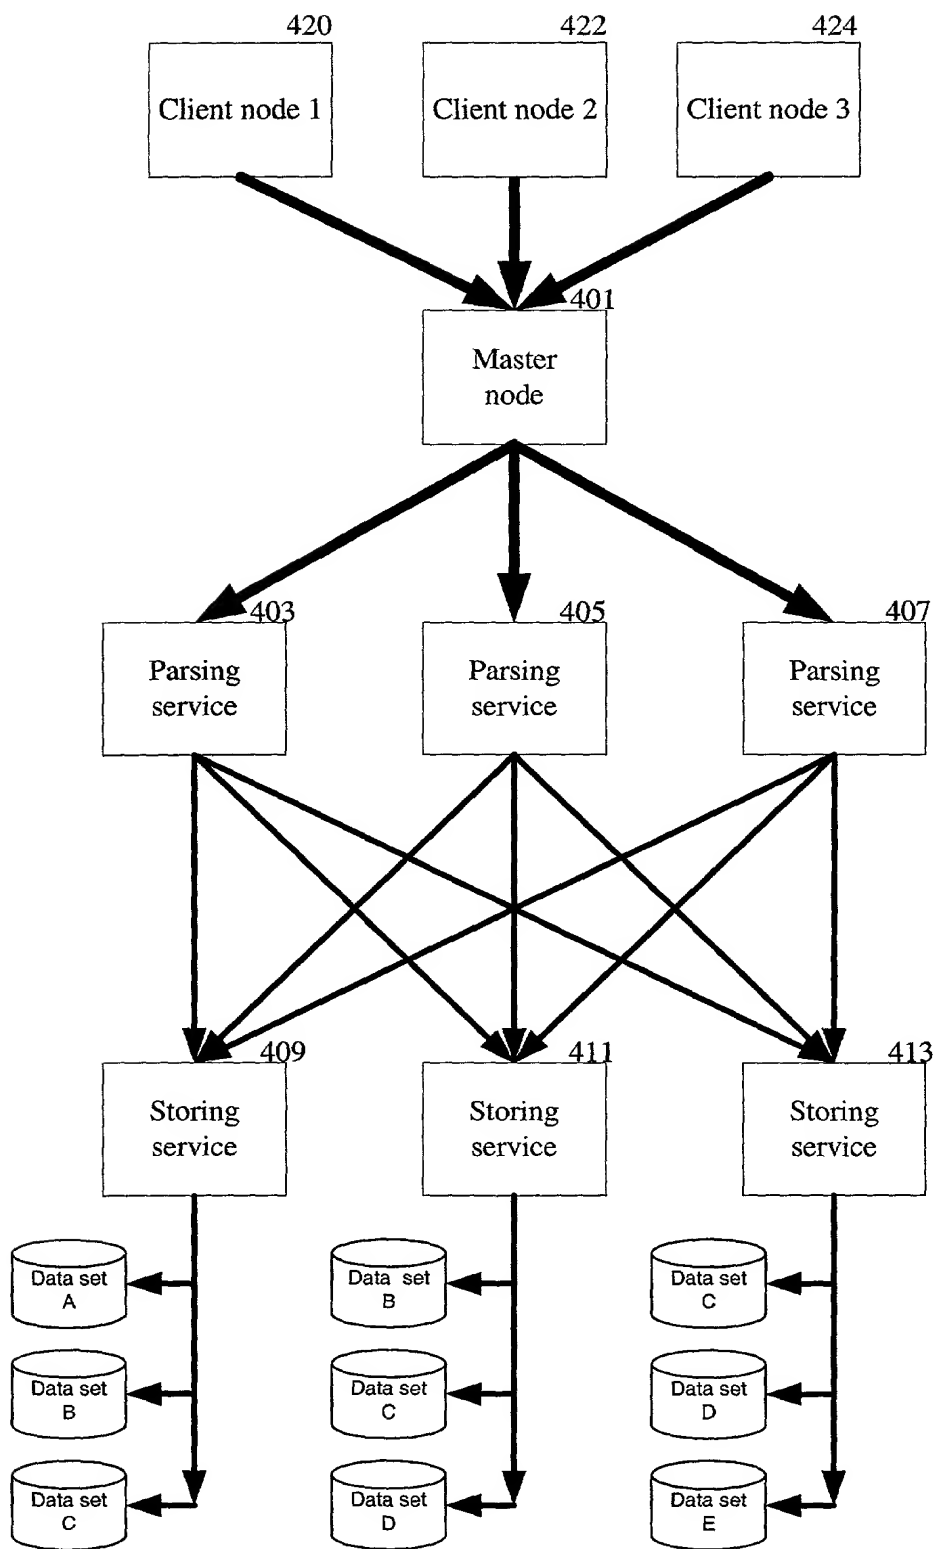 420
422
424
Client node 1
Client node 2
Client node 3
401
Master
node
403
405
407
Parsing
service
Parsing
service
Parsing
service
409
411
413
Storing
service
Storing
service
Storing
service
Data set
A
Data set
B
Data set
C
Data set
B
Data set
C
Data set
D
Data set
C
Data set
D
Data set
E